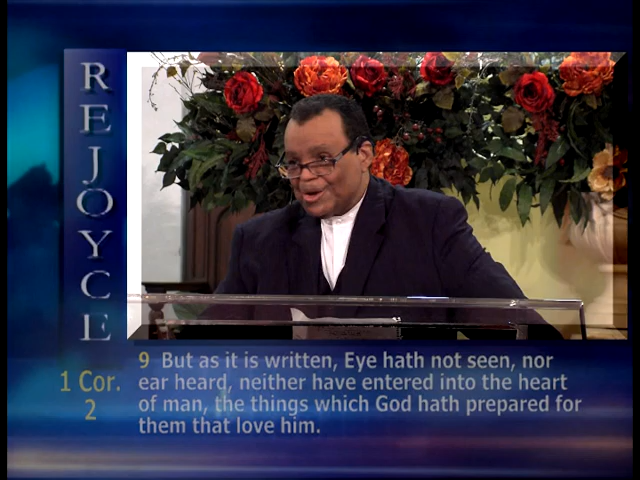 REJOYCE
1 Cor.
2
9 But as it is written, Eye hath not seen, nor
ear heard, neither have entered into the heart
of man, the things which God hath prepared for
them that love him.